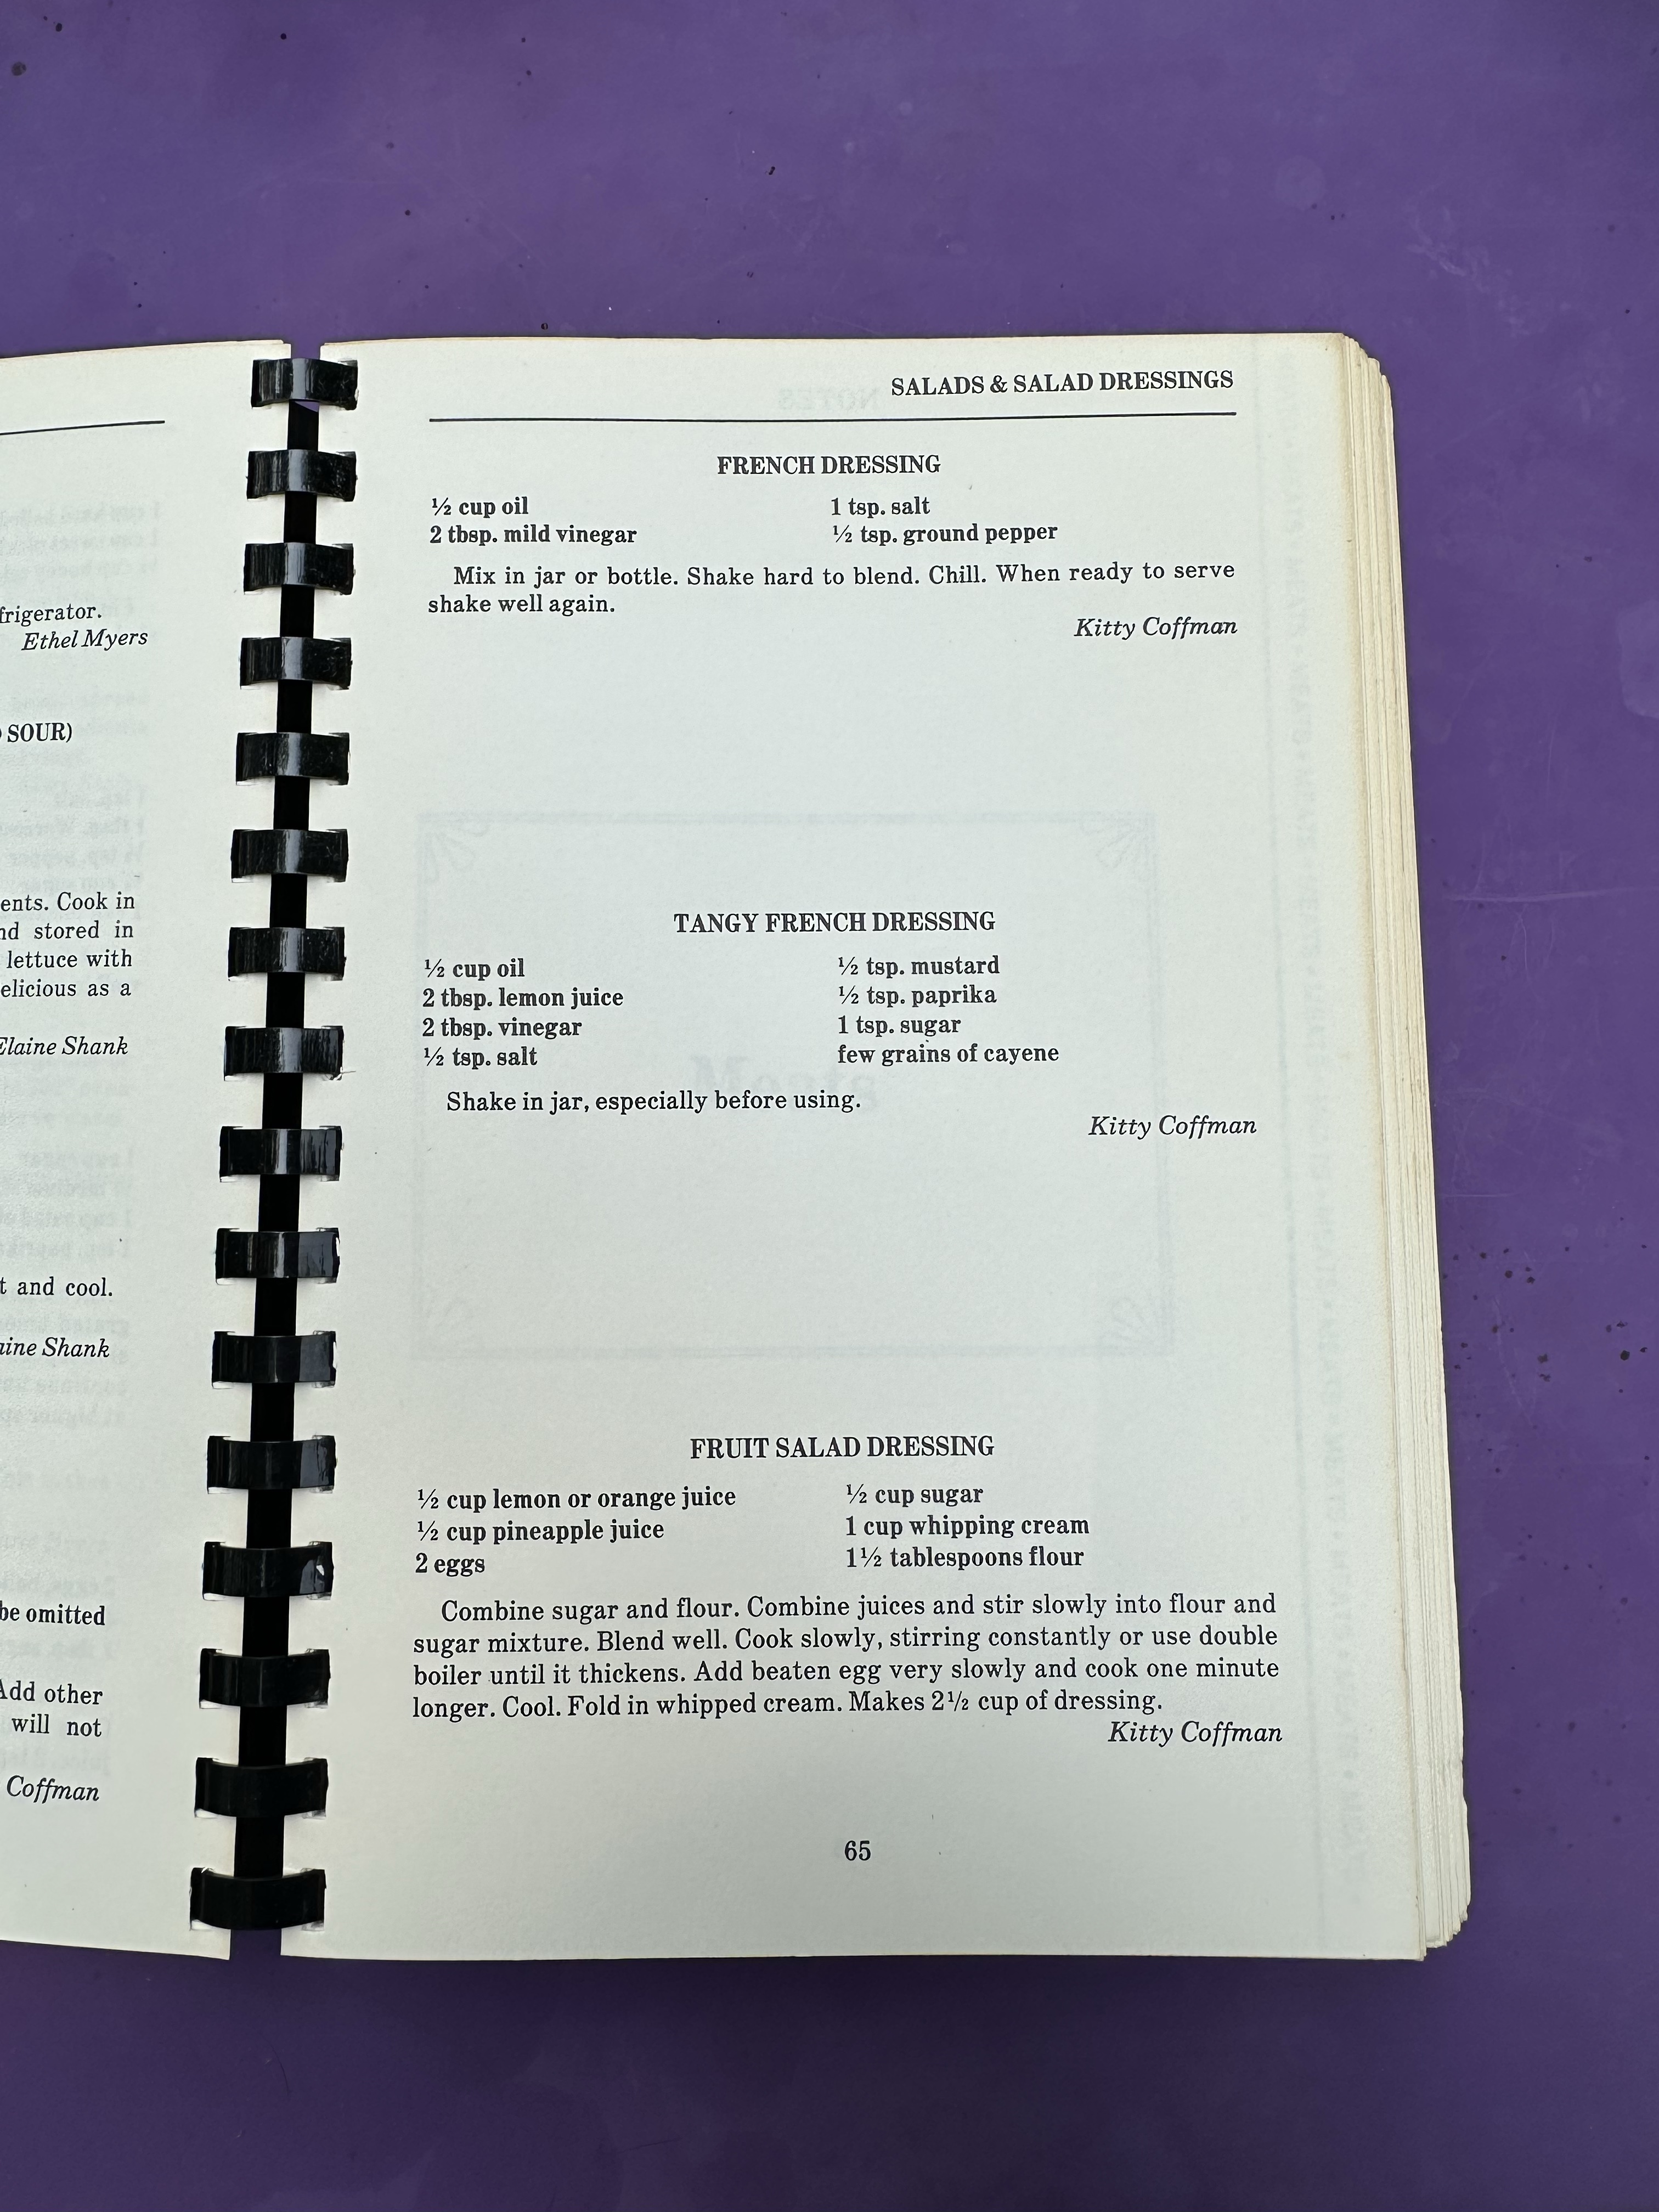 frigerator.
Ethel Myers
SOUR)
ents. Cook in
nd stored in
lettuce with
elicious as a
Elaine Shank
t and cool.
aine Shank
be omitted
Add other
will not
Coffman
SALADS & SALAD DRESSINGS
FRENCH DRESSING
½ cup oil
2 tbsp. mild vinegar
1 tsp. salt
½ tsp. ground pepper
Mix in jar or bottle. Shake hard to blend. Chill. When ready to serve
shake well again.
Kitty Coffman
TANGY FRENCH DRESSING
½ cup oil
2 tbsp. lemon juice
2 tbsp. vinegar
½ tsp. salt
½ tsp. mustard
½ tsp. paprika
1 tsp. sugar
few grains of cayene
Shake in jar, especially before using.
Kitty Coffman
FRUIT SALAD DRESSING
½ cup lemon or orange juice
½ cup pineapple juice
2 eggs
½ cup sugar
1 cup whipping cream
1½ tablespoons flour
Combine sugar and flour. Combine juices and stir slowly into flour and
sugar mixture. Blend well. Cook slowly, stirring constantly or use double
boiler until it thickens. Add beaten egg very slowly and cook one minute
longer. Cool. Fold in whipped cream. Makes 2½ cup of dressing.
Kitty Coffman
65